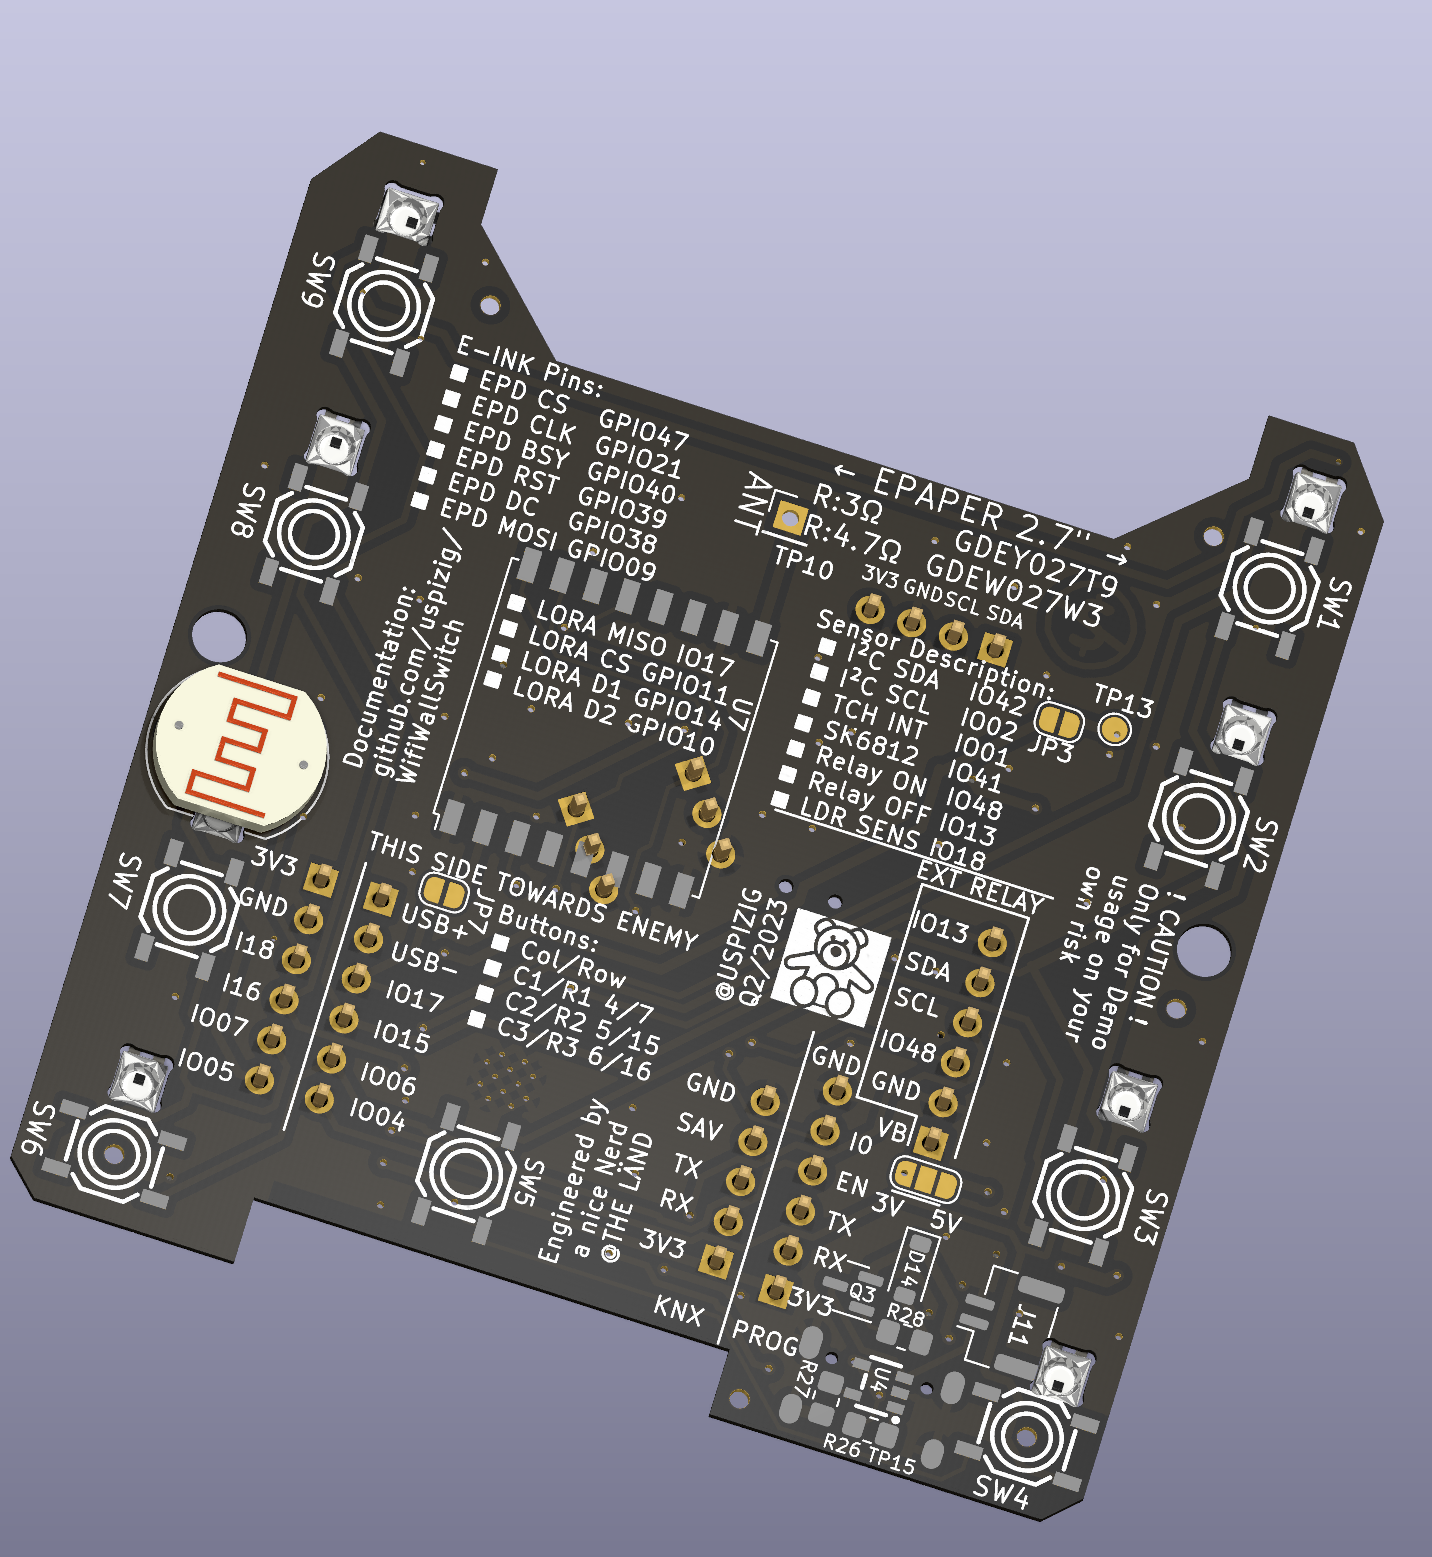 SW9
E-INK Pins:
EPD CS GPIO47
EPD CLK GPIO21
EPD BSY GPIO40
EPD RST GPIO39
EPD DC GPIO38
EPD MOSI GPIO09
SW8
Documentation:
github.com/uspizig/
WifiWallSwitch
ANT
R:3Ω
R:4.7Ω
TP10
← EPAPER 2.7" →
GDEY027T9
GDEW027W3
3V3 GND SCL SDA
SW1
LORA MISO IO17
LORA CS GPIO11
LORA D1 GPIO14
LORA D2 GPIO10
U7
Sensor Description:
I²C SDA IO42
I²C SCL IO02
TCH INT IO01
SK6812 IO41
Relay ON IO48
Relay OFF IO13
LDR SENS IO18
TP13
JP3
SW2
SW7
3V3
GND
I18
I16
IO07
IO05
THIS SIDE TOWARDS ENEMY
JP7
USB+
USB-
IO17
IO15
IO06
IO04
Buttons:
Col/Row
C1/R1 4/7
C2/R2 5/15
C3/R3 6/16
©USPIZIG
Q2/2023
EXT RELAY
IO13
SDA
SCL
IO48
GND
VB
! CAUTION !
Only for Demo
usage on your
own risk
SW6
SW5
Engineered by
a nice Nerd
©THE LÄND
GND
SAV
TX
RX
3V3
KNX
GND
IO
EN
TX
RX
3V3
PROG
3V 5V
SW3
D14
Q3
R28
J11
R27
U4
R26
TP15
SW4